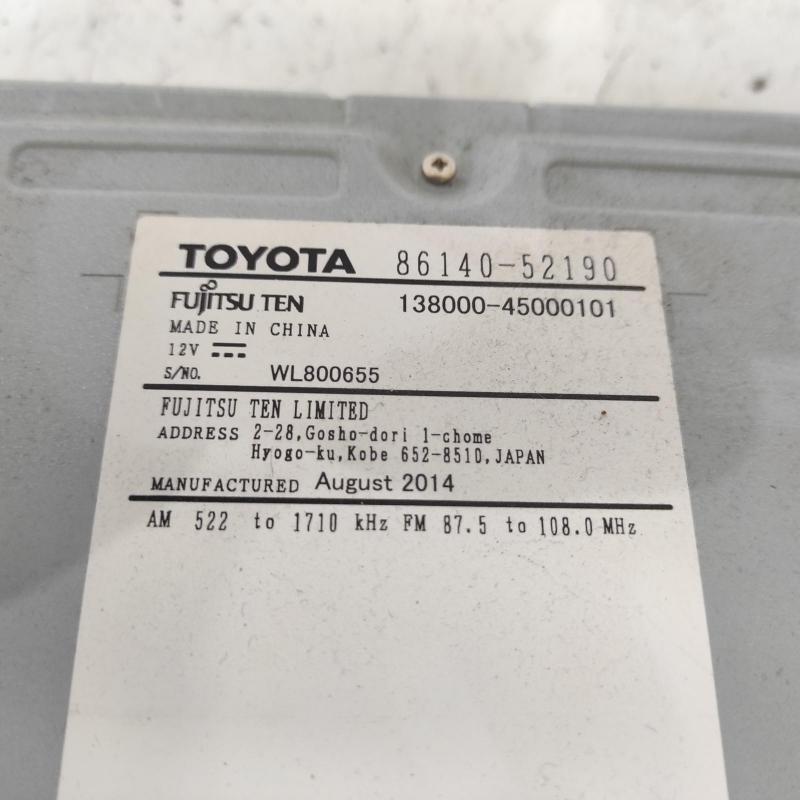 TOYOTA 86140-52190
FUJITSU TEN 138000-45000101
MADE IN CHINA
12V
S/NO. WL800655
FUJITSU TEN LIMITED
ADDRESS 2-28,Gosho-dori 1-chome
Hyogo-ku,Kobe 652-8510,JAPAN
MANUFACTURED August 2014
AM 522 to 1710 kHz FM 87.5 to 108.0 MHz